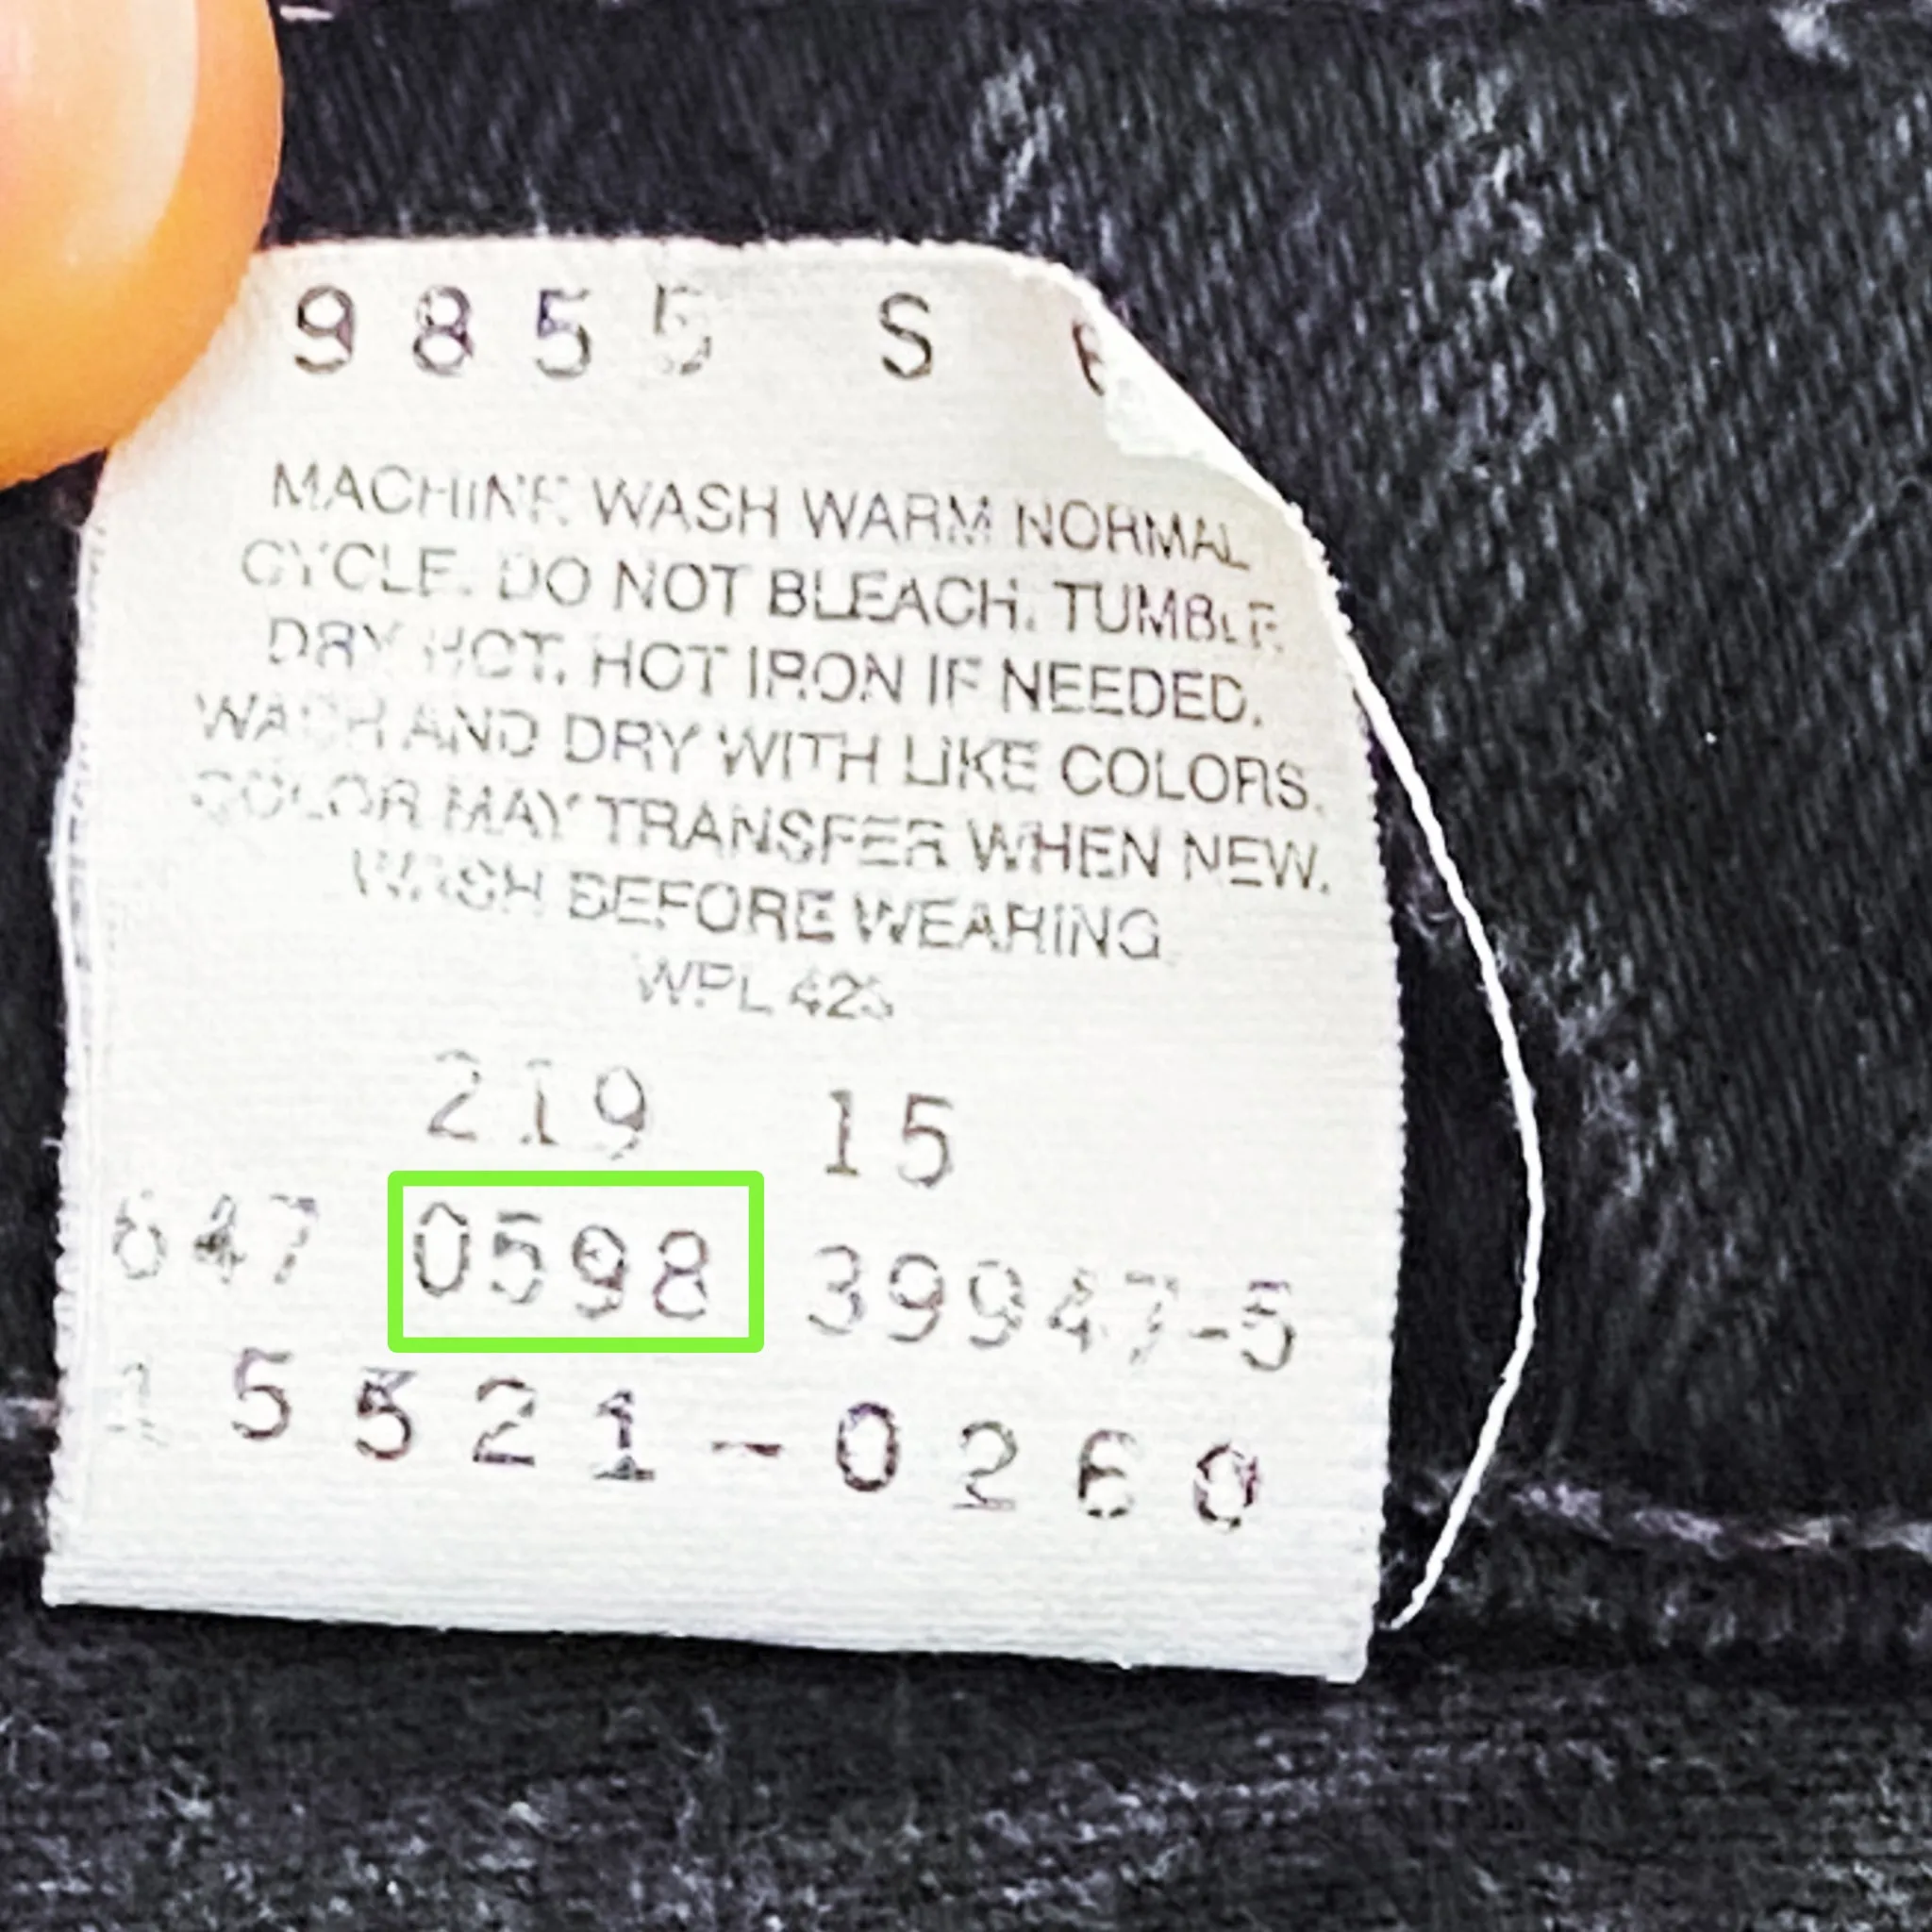 9855 S
MACHINE WASH WARM NORMAL
CYCLE. DO NOT BLEACH. TUMBLE
DRY HOT. HOT IRON IF NEEDED.
WASH AND DRY WITH LIKE COLORS.
COLOR MAY TRANSFER WHEN NEW.
WASH BEFORE WEARING
WPL 423
219 15
647 0598 39947-5
15521-0260